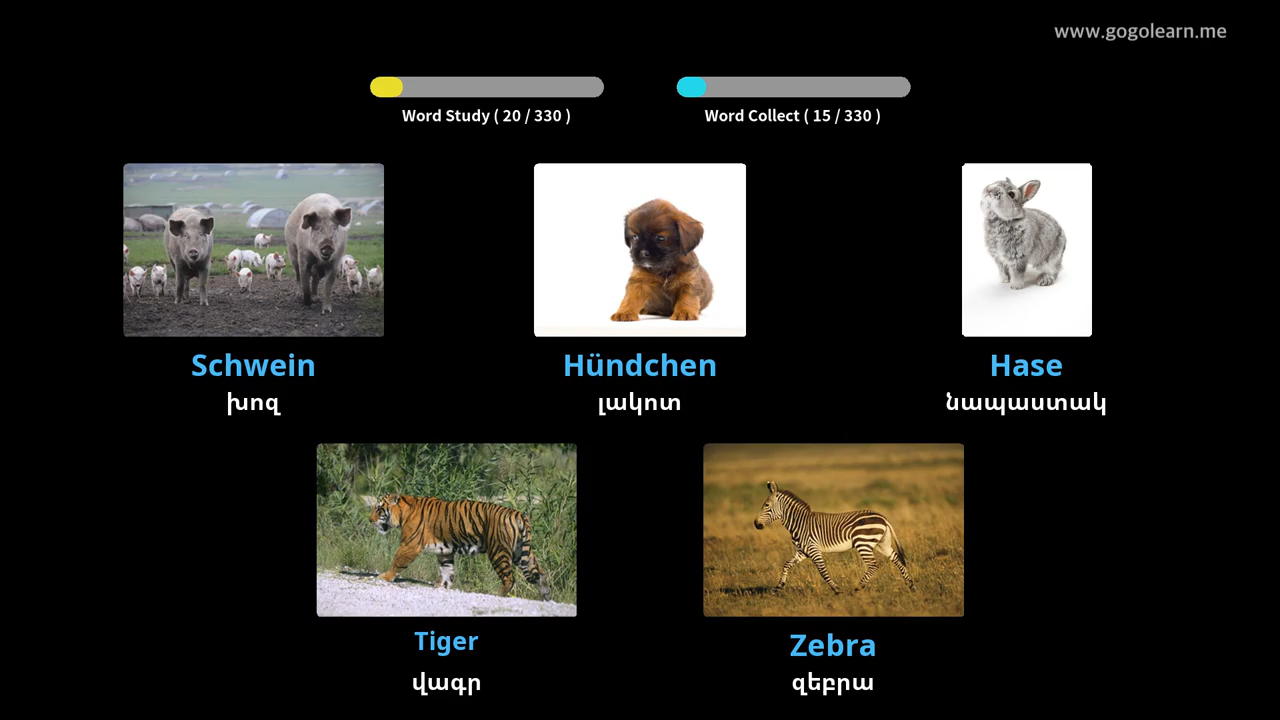 www.gogolearn.me
Word Study ( 20 / 330 )
Word Collect ( 15 / 330 )
Schwein
Hündchen
Hase
խոզ
լակոտ
նապաստակ
Tiger
Zebra
վագր
զեբրա